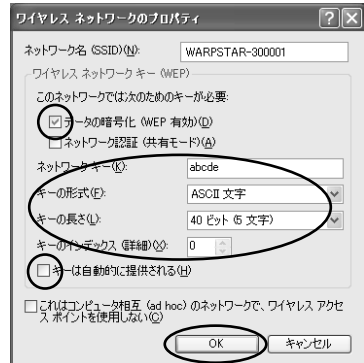 ワイヤレス ネットワークのプロパティ
ネットワーク名 (SSID)(N): WARPSTAR-300001
ワイヤレス ネットワーク キー (WEP)
このネットワークでは次のためのキーが必要:
データの暗号化 (WEP 有効)(D)
ネットワーク認証 (共有モード)(A)
ネットワーク キー(K): abcde
キーの形式(F): ASCII 文字
キーの長さ(L): 40 ビット (5 文字)
キーのインデックス (詳細)(X): 0
キーは自動的に提供される(H)
これはコンピュータ相互 (ad hoc) のネットワークで、ワイヤレス アクセ
ス ポイントを使用しない(C)
OK キャンセル